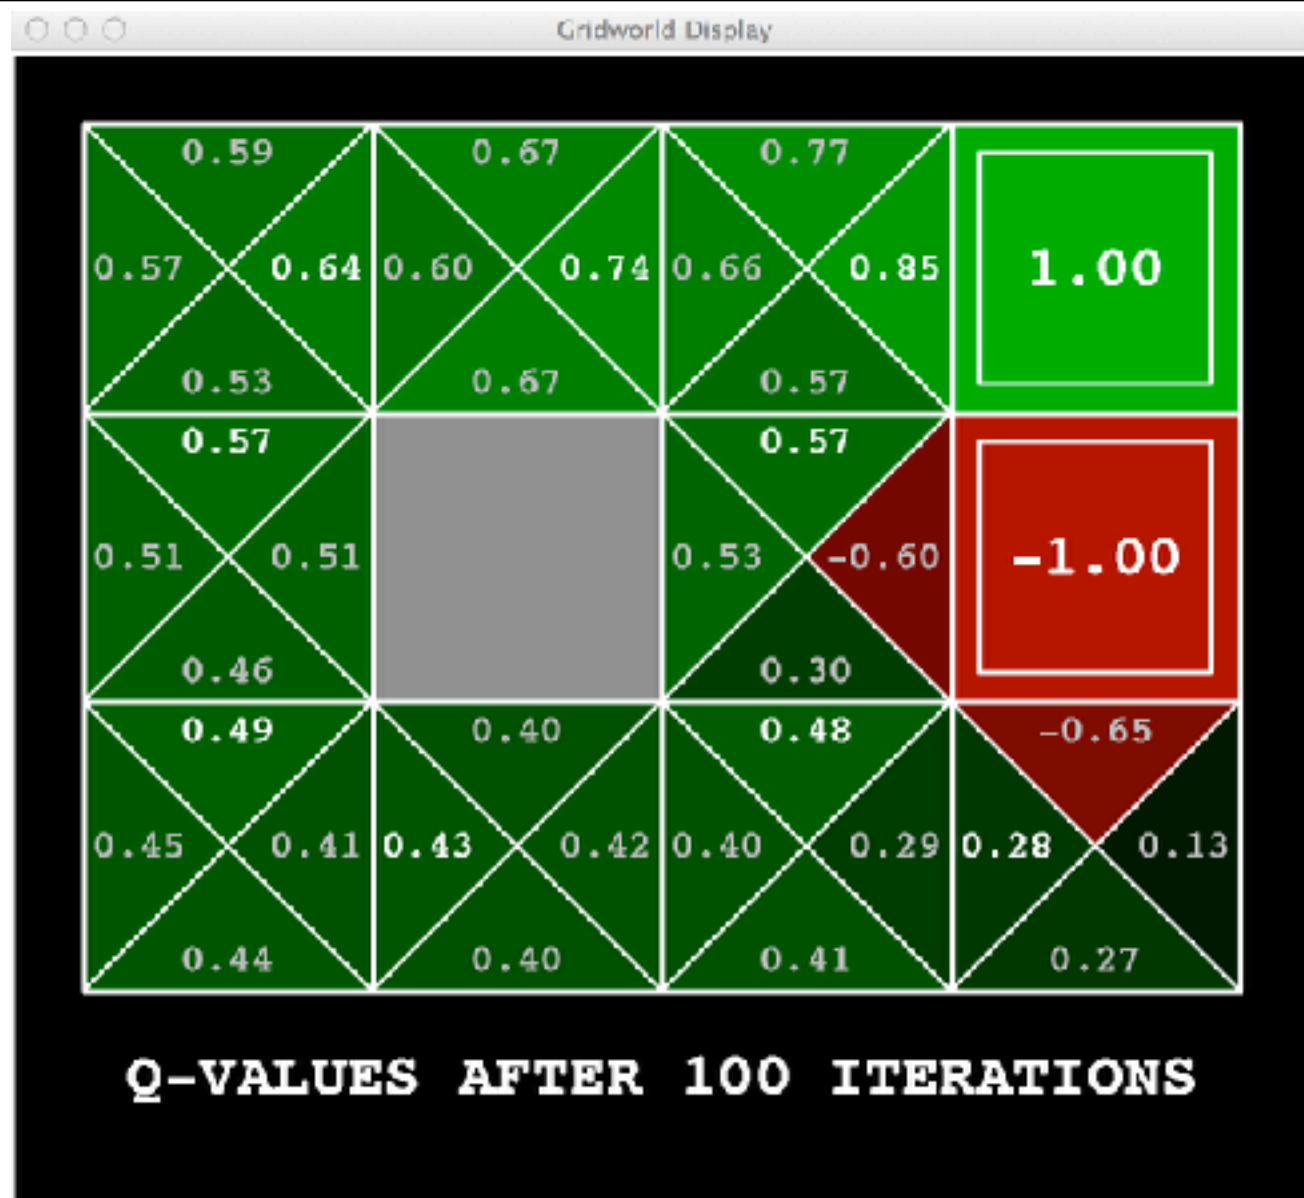 Gridworld Display
0.59 0.67 0.77
0.57 0.64 0.60 0.74 0.66 0.85 1.00
0.53 0.67 0.57
0.57 0.57
0.51 0.51 0.53 -0.60 -1.00
0.46 0.30
0.49 0.40 0.48 -0.65
0.45 0.41 0.43 0.42 0.40 0.29 0.28 0.13
0.44 0.40 0.41 0.27
Q-VALUES AFTER 100 ITERATIONS